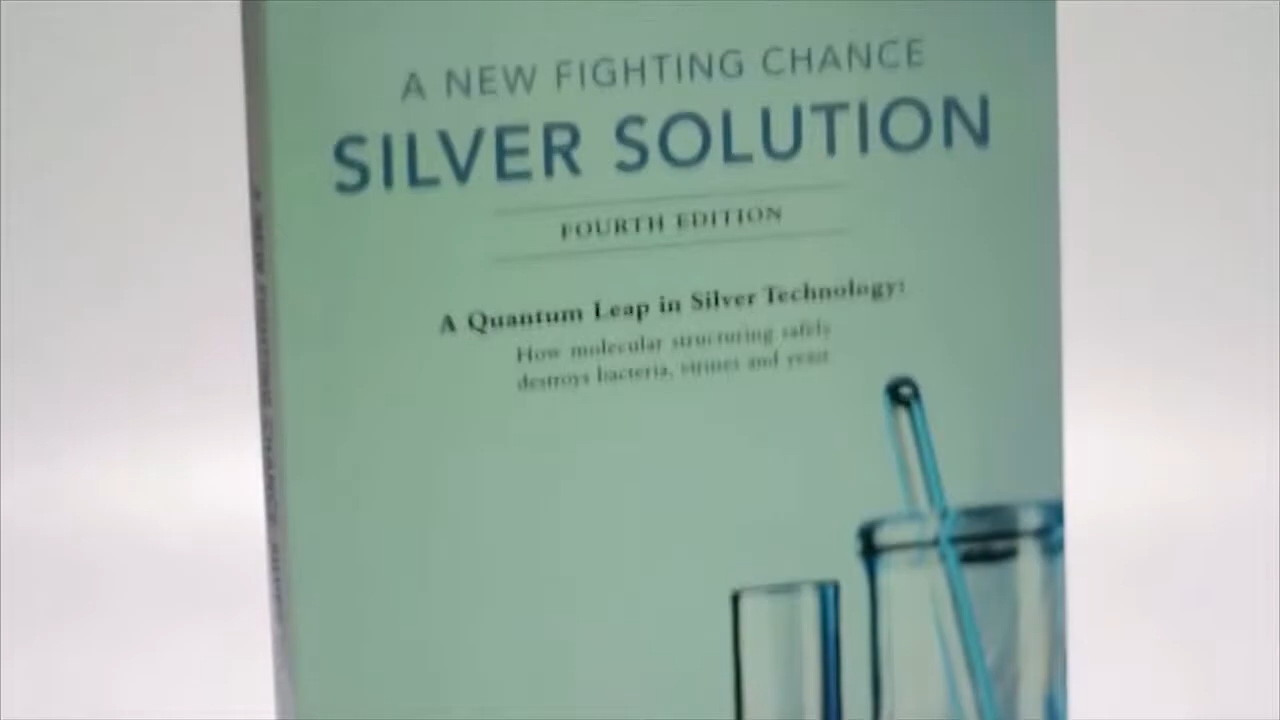 A NEW FIGHTING CHANCE
SILVER SOLUTION
FOURTH EDITION
A Quantum Leap in Silver Technology:
How molecular structuring safely
destroys bacteria, viruses and yeast